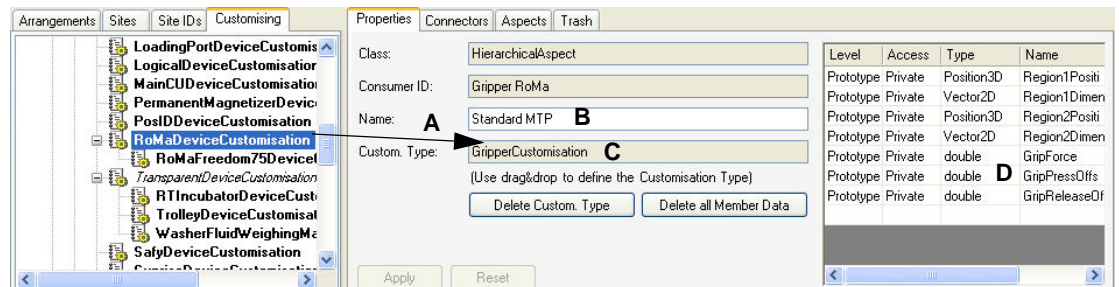 Arrangements Sites Site IDs Customising
LoadingPortDeviceCustomis
LogicalDeviceCustomisation
MainCUDeviceCustomisation
PermanentMagnetizerDevic
PosIDDeviceCustomisation
RoMaDeviceCustomisation
RoMaFreedom75Device
TransparentDeviceCustomisation
RTIncubatorDeviceCust
TrolleyDeviceCustomisat
WasherFluidWeighingMa
SafyDeviceCustomisation
A
Properties Connectors Aspects Trash
Class: HierarchicalAspect
Consumer ID: Gripper RoMa
Name: Standard MTP B
Custom. Type: GripperCustomisation C
(Use drag&drop to define the Customisation Type)
Delete Custom. Type Delete all Member Data
Apply Reset
Level Access Type Name
Prototype Private Position3D Region1Positi
Prototype Private Vector2D Region1Dimen
Prototype Private Position3D Region2Positi
Prototype Private Vector2D Region2Dimen
Prototype Private double GripForce
Prototype Private double D GripPressOffs
Prototype Private double GripReleaseOf